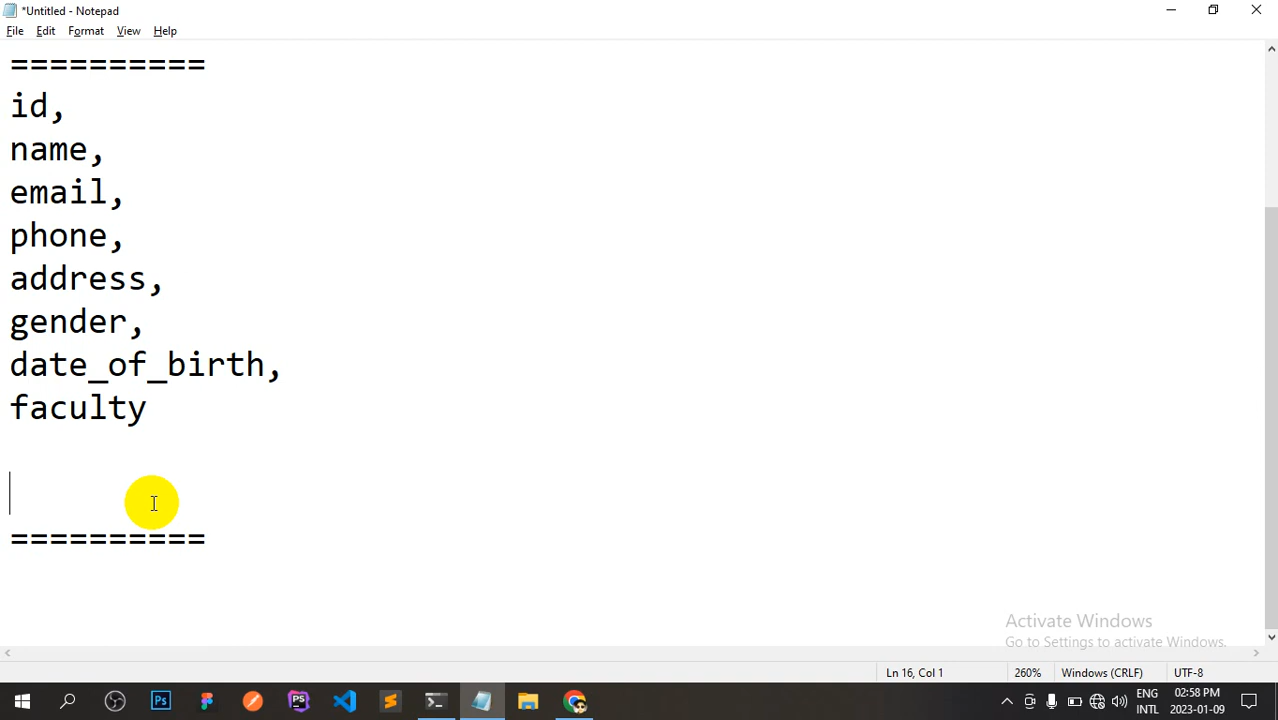 *Untitled - Notepad
File Edit Format View Help
==========
id,
name,
email,
phone,
address,
gender,
date_of_birth,
faculty
==========
Activate Windows
Go to Settings to activate Windows.
Ln 16, Col 1 260% Windows (CRLF) UTF-8
Ps PS ENG 02:58 PM
INTL 2023-01-09